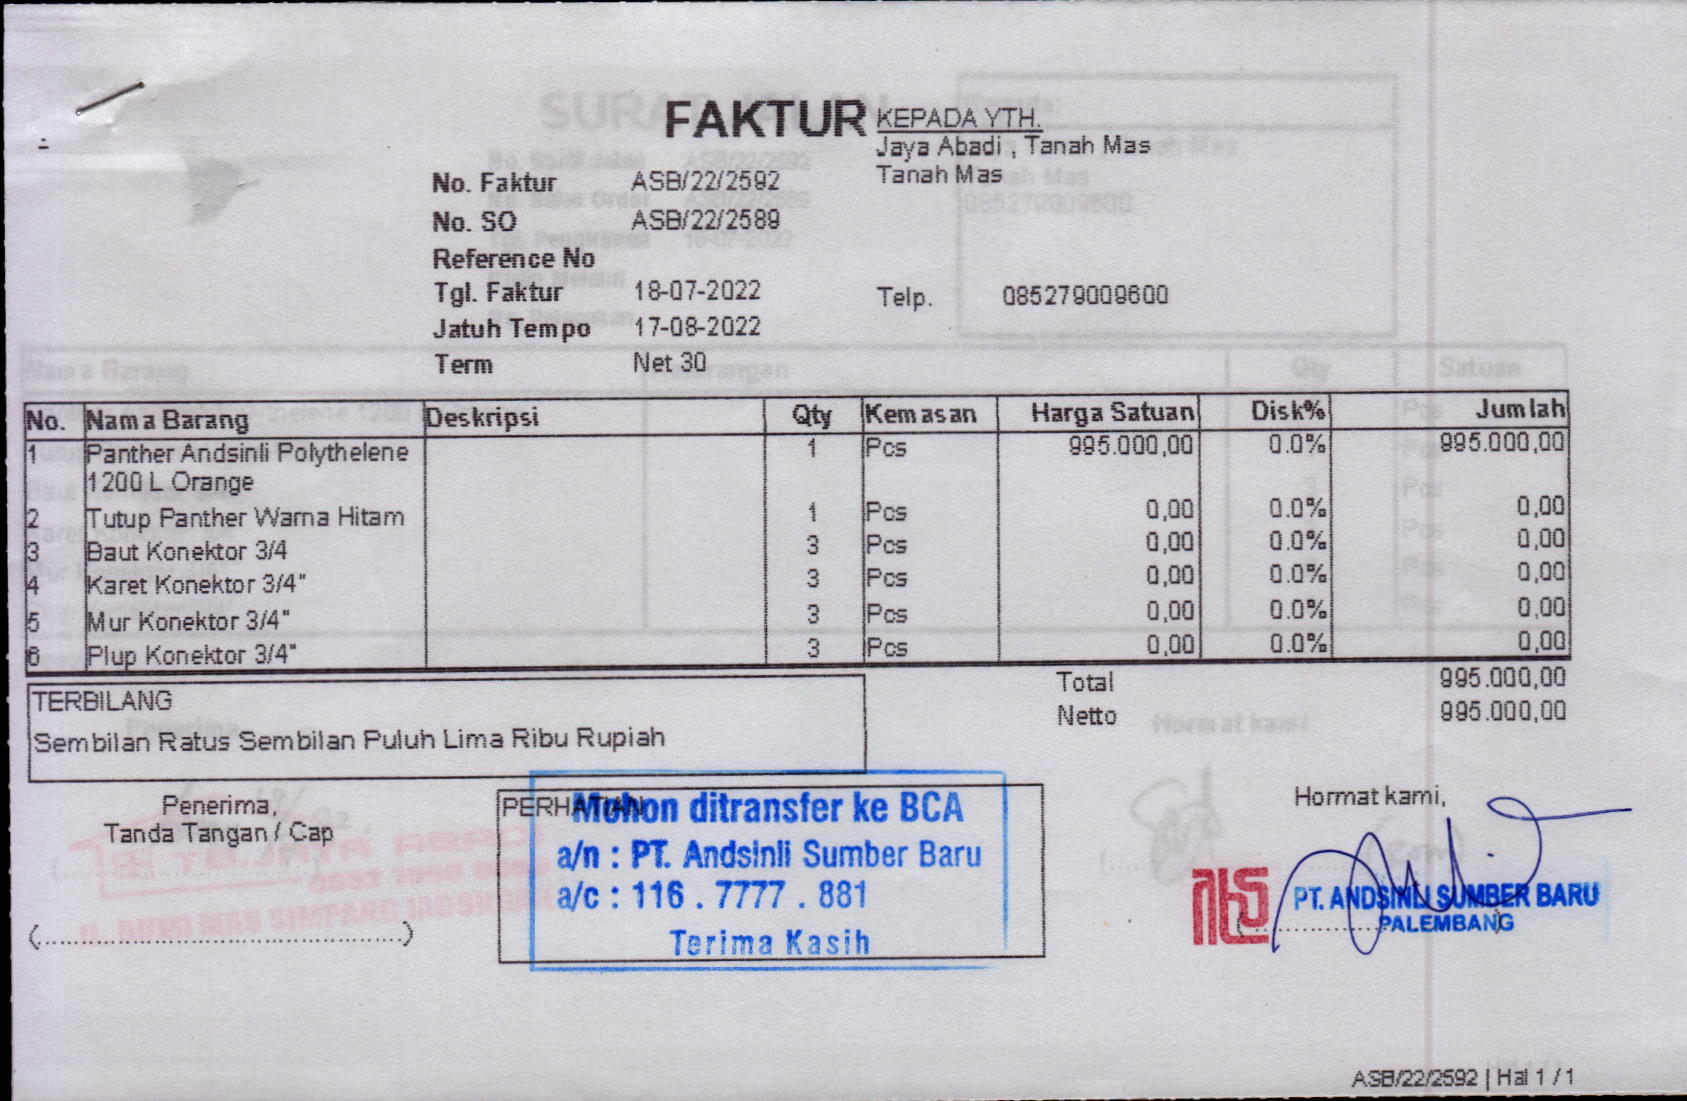 FAKTUR
KEPADA YTH.
Jaya Abadi , Tanah Mas
Tanah Mas
No. Faktur ASB/22/2592
No. SO ASB/22/2589
Reference No
Tgl. Faktur 18-07-2022
Telp. 085279009600
Jatuh Tempo 17-08-2022
Term Net 30
No. Nama Barang Deskripsi Qty Kemasan Harga Satuan Disk% Jumlah
1 Panther Andsinli Polythelene 1 Pcs 995.000,00 0.0% 995.000,00
1200 L Orange
2 Tutup Panther Warna Hitam 1 Pcs 0,00 0.0% 0,00
3 Baut Konektor 3/4 3 Pcs 0,00 0.0% 0,00
4 Karet Konektor 3/4" 3 Pcs 0,00 0.0% 0,00
5 Mur Konektor 3/4" 3 Pcs 0,00 0.0% 0,00
6 Plup Konektor 3/4" 3 Pcs 0,00 0.0% 0,00
Total 995.000,00
Netto 995.000,00
TERBILANG
Sembilan Ratus Sembilan Puluh Lima Ribu Rupiah
Penerima,
Tanda Tangan / Cap
(..............................................)
PERHATIAN
Mohon ditransfer ke BCA
a/n : PT. Andsinli Sumber Baru
a/c : 116 . 7777 . 881
Terima Kasih
Hormat kami,
PT. ANDSINLI SUMBER BARU
PALEMBANG
ASB/22/2592 | Hal 1 / 1